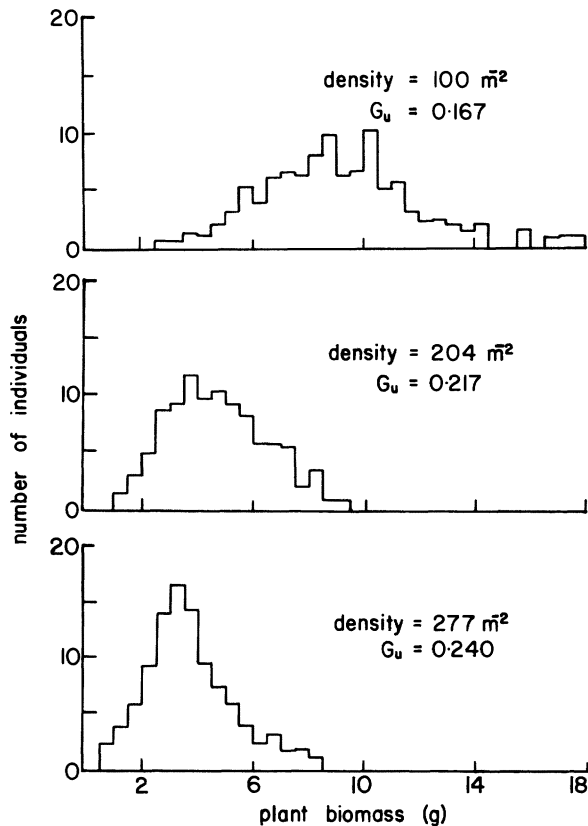 20
10
0
density = 100 m̄²
Gᵤ = 0·167
20
10
0
density = 204 m̄²
Gᵤ = 0·217
20
10
0
density = 277 m̄²
Gᵤ = 0·240
number of individuals
2 6 10 14 18
plant biomass (g)